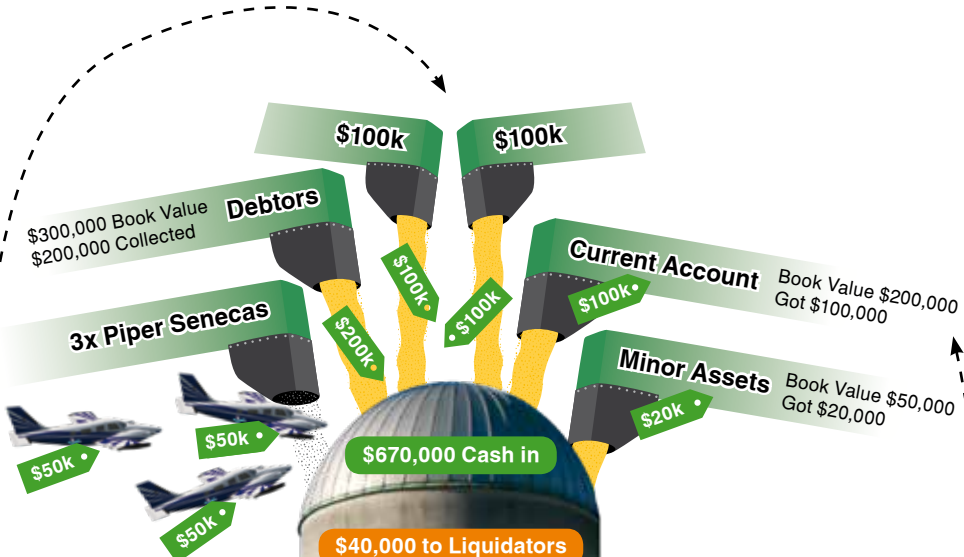 $100k
$100k
Debtors
$300,000 Book Value
$200,000 Collected
$100k
$100k
Current Account
Book Value $200,000
Got $100,000
$100k
3x Piper Senecas
$200k
Minor Assets
Book Value $50,000
Got $20,000
$20k
$50k
$50k
$50k
$670,000 Cash in
$40,000 to Liquidators